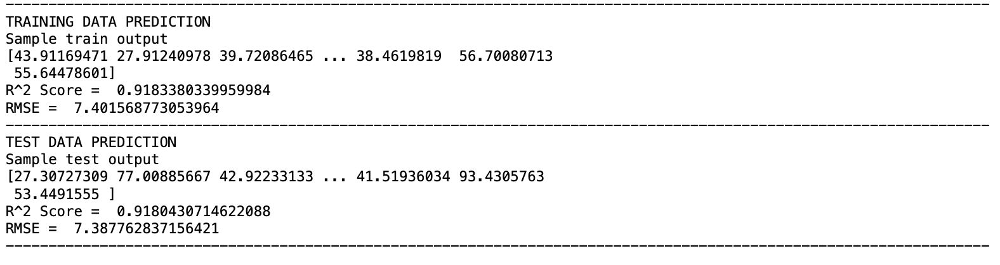 TRAINING DATA PREDICTION
Sample train output
[43.91169471 27.91240978 39.72086465 ... 38.4619819  56.70080713
 55.64478601]
R^2 Score =  0.9183380339959984
RMSE =  7.401568773053964
TEST DATA PREDICTION
Sample test output
[27.30727309 77.00885667 42.92233133 ... 41.51936034 93.4305763
 53.4491555 ]
R^2 Score =  0.9180430714622088
RMSE =  7.387762837156421